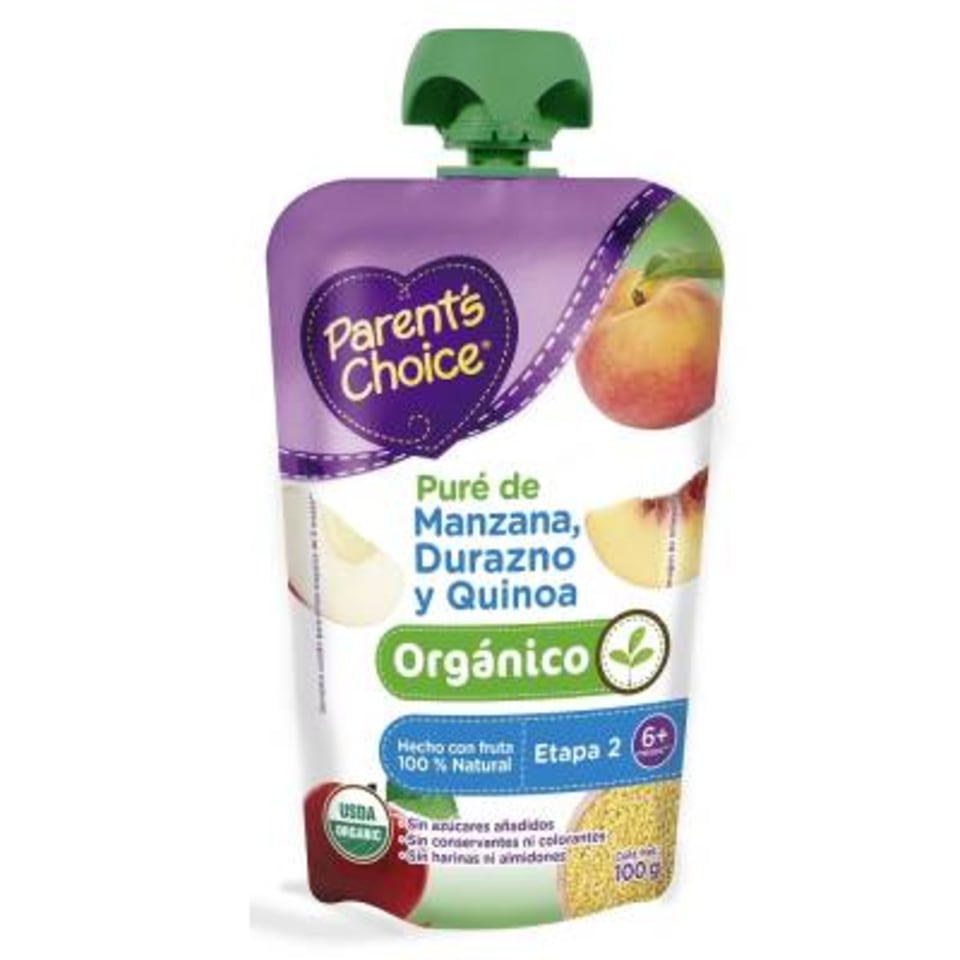 Parent's
Choice
Puré de
Manzana,
Durazno
y Quinoa
Orgánico
Hecho con fruta
100 % Natural
Etapa 2
6+
USDA
ORGANIC
•Sin azúcares añadidos
•Sin conservantes ni colorantes
•Sin harinas ni almidones
100 g